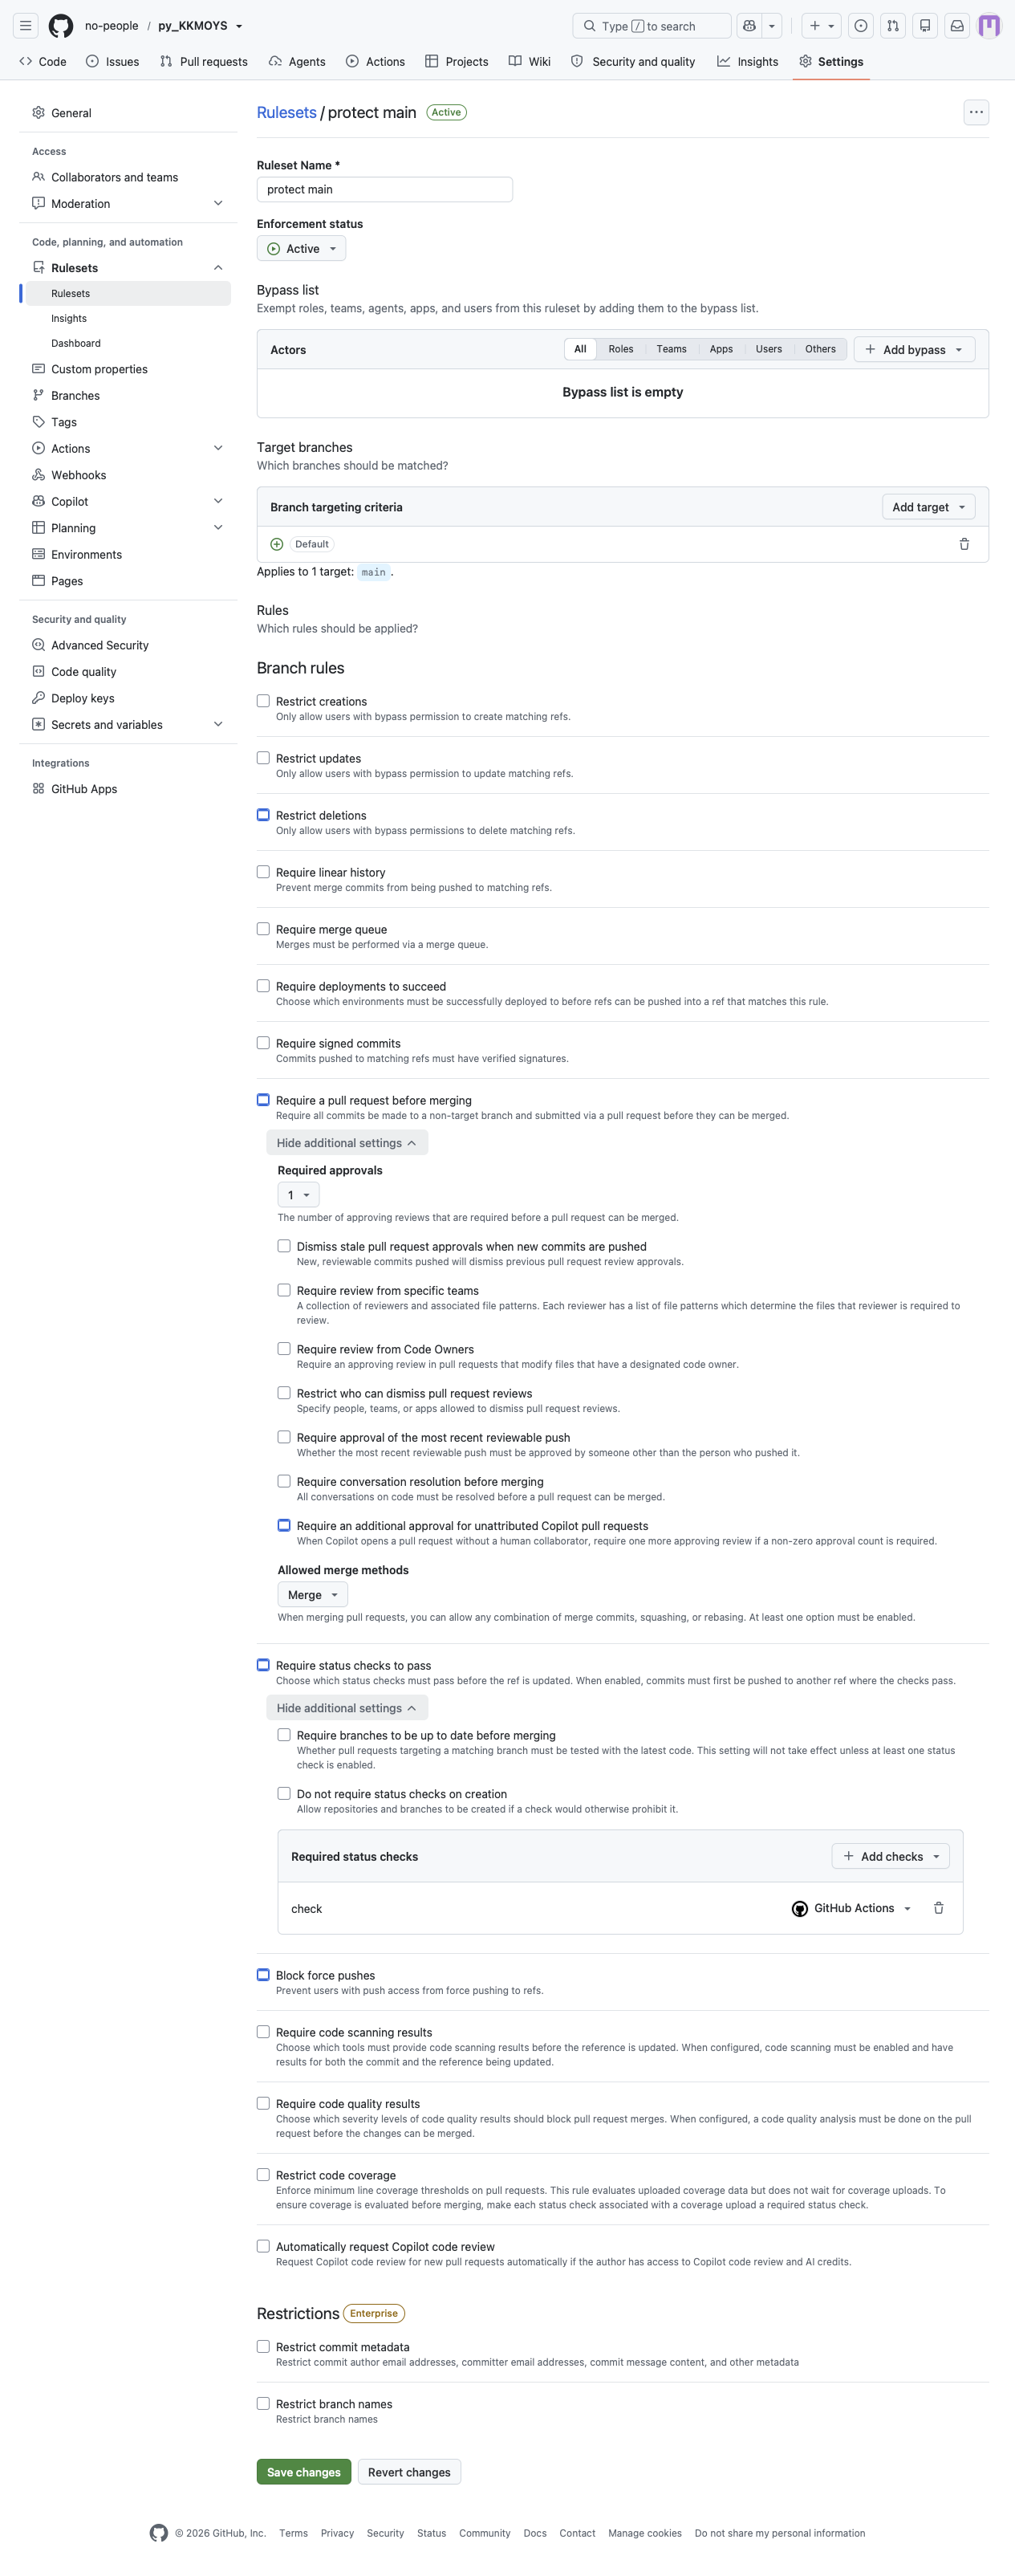 no-people / py_KKMOYS
Type / to search
Code
Issues
Pull requests
Agents
Actions
Projects
Wiki
Security and quality
Insights
Settings
General
Access
Collaborators and teams
Moderation
Code, planning, and automation
Rulesets
Rulesets
Insights
Dashboard
Custom properties
Branches
Tags
Actions
Webhooks
Copilot
Planning
Environments
Pages
Security and quality
Advanced Security
Code quality
Deploy keys
Secrets and variables
Integrations
GitHub Apps
Rulesets / protect main Active
Ruleset Name *
protect main
Enforcement status
Active
Bypass list
Exempt roles, teams, agents, apps, and users from this ruleset by adding them to the bypass list.
Actors All Roles Teams Apps Users Others Add bypass
Bypass list is empty
Target branches
Which branches should be matched?
Branch targeting criteria Add target
Default
Applies to 1 target: main.
Rules
Which rules should be applied?
Branch rules
Restrict creations
Only allow users with bypass permission to create matching refs.
Restrict updates
Only allow users with bypass permission to update matching refs.
Restrict deletions
Only allow users with bypass permissions to delete matching refs.
Require linear history
Prevent merge commits from being pushed to matching refs.
Require merge queue
Merges must be performed via a merge queue.
Require deployments to succeed
Choose which environments must be successfully deployed to before refs can be pushed into a ref that matches this rule.
Require signed commits
Commits pushed to matching refs must have verified signatures.
Require a pull request before merging
Require all commits be made to a non-target branch and submitted via a pull request before they can be merged.
Hide additional settings
Required approvals
1
The number of approving reviews that are required before a pull request can be merged.
Dismiss stale pull request approvals when new commits are pushed
New, reviewable commits pushed will dismiss previous pull request review approvals.
Require review from specific teams
A collection of reviewers and associated file patterns. Each reviewer has a list of file patterns which determine the files that reviewer is required to
review.
Require review from Code Owners
Require an approving review in pull requests that modify files that have a designated code owner.
Restrict who can dismiss pull request reviews
Specify people, teams, or apps allowed to dismiss pull request reviews.
Require approval of the most recent reviewable push
Whether the most recent reviewable push must be approved by someone other than the person who pushed it.
Require conversation resolution before merging
All conversations on code must be resolved before a pull request can be merged.
Require an additional approval for unattributed Copilot pull requests
When Copilot opens a pull request without a human collaborator, require one more approving review if a non-zero approval count is required.
Allowed merge methods
Merge
When merging pull requests, you can allow any combination of merge commits, squashing, or rebasing. At least one option must be enabled.
Require status checks to pass
Choose which status checks must pass before the ref is updated. When enabled, commits must first be pushed to another ref where the checks pass.
Hide additional settings
Require branches to be up to date before merging
Whether pull requests targeting a matching branch must be tested with the latest code. This setting will not take effect unless at least one status
check is enabled.
Do not require status checks on creation
Allow repositories and branches to be created if a check would otherwise prohibit it.
Required status checks Add checks
check GitHub Actions
Block force pushes
Prevent users with push access from force pushing to refs.
Require code scanning results
Choose which tools must provide code scanning results before the reference is updated. When configured, code scanning must be enabled and have
results for both the commit and the reference being updated.
Require code quality results
Choose which severity levels of code quality results should block pull request merges. When configured, a code quality analysis must be done on the pull
request before the changes can be merged.
Restrict code coverage
Enforce minimum line coverage thresholds on pull requests. This rule evaluates uploaded coverage data but does not wait for coverage uploads. To
ensure coverage is evaluated before merging, make each status check associated with a coverage upload a required status check.
Automatically request Copilot code review
Request Copilot code review for new pull requests automatically if the author has access to Copilot code review and AI credits.
Restrictions Enterprise
Restrict commit metadata
Restrict commit author email addresses, committer email addresses, commit message content, and other metadata
Restrict branch names
Restrict branch names
Save changes Revert changes
© 2026 GitHub, Inc. Terms Privacy Security Status Community Docs Contact Manage cookies Do not share my personal information